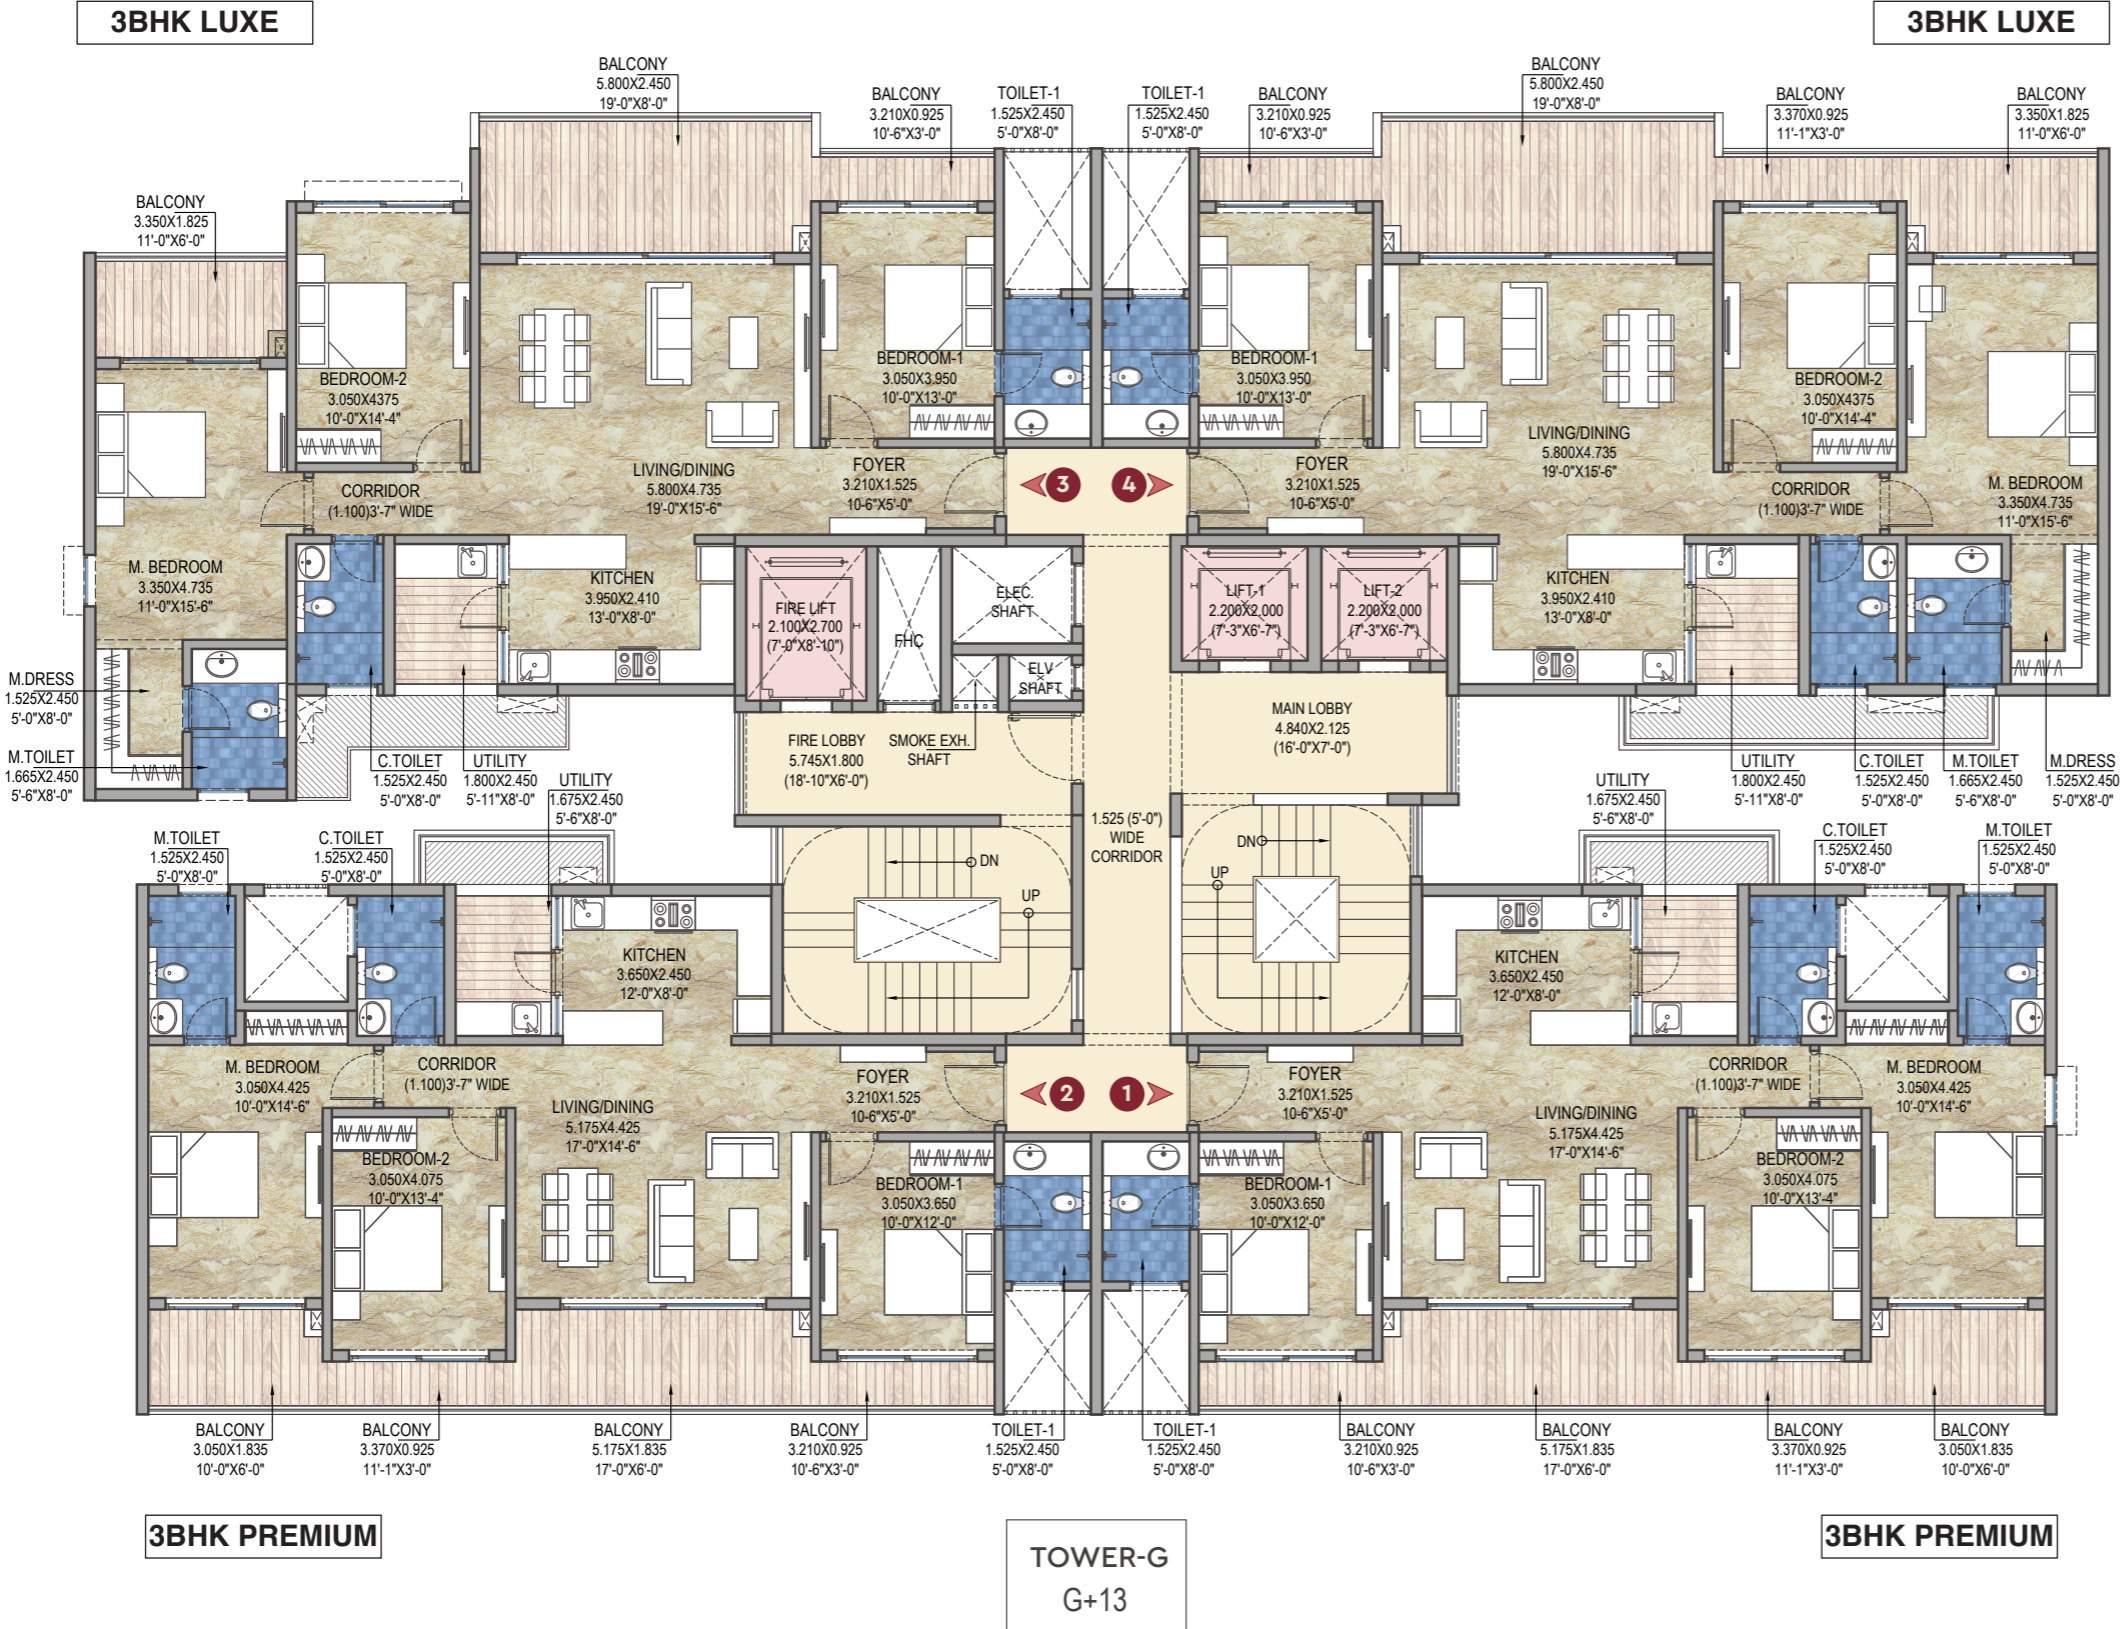 3BHK LUXE
3BHK LUXE
BALCONY
5.800X2.450
19'-0"X8'-0"
BALCONY
3.210X0.925
10'-6"X3'-0"
TOILET-1
1.525X2.450
5'-0"X8'-0"
TOILET-1
1.525X2.450
5'-0"X8'-0"
BALCONY
3.210X0.925
10'-6"X3'-0"
BALCONY
5.800X2.450
19'-0"X8'-0"
BALCONY
3.370X0.925
11'-1"X3'-0"
BALCONY
3.350X1.825
11'-0"X6'-0"
BALCONY
3.350X1.825
11'-0"X6'-0"
BEDROOM-2
3.050X4375
10'-0"X14'-4"
BEDROOM-1
3.050X3.950
10'-0"X13'-0"
BEDROOM-1
3.050X3.950
10'-0"X13'-0"
BEDROOM-2
3.050X4375
10'-0"X14'-4"
LIVING/DINING
5.800X4.735
19'-0"X15'-6"
FOYER
3.210X1.525
10-6"X5'-0"
3
4
FOYER
3.210X1.525
10-6"X5'-0"
LIVING/DINING
5.800X4.735
19'-0"X15'-6"
CORRIDOR
(1.100)3'-7" WIDE
CORRIDOR
(1.100)3'-7" WIDE
M. BEDROOM
3.350X4.735
11'-0"X15'-6"
M. BEDROOM
3.350X4.735
11'-0"X15'-6"
KITCHEN
3.950X2.410
13'-0"X8'-0"
FIRE LIFT
2.100X2.700
(7'-0"X8'-10")
FHC
ELEC.
SHAFT
ELV
SHAFT
LIFT-1
2.200X2.000
(7'-3"X6'-7")
LIFT-2
2.200X2.000
(7'-3"X6'-7")
KITCHEN
3.950X2.410
13'-0"X8'-0"
M.DRESS
1.525X2.450
5'-0"X8'-0"
M.TOILET
1.665X2.450
5'-6"X8'-0"
C.TOILET
1.525X2.450
5'-0"X8'-0"
UTILITY
1.800X2.450
5'-11"X8'-0"
UTILITY
1.675X2.450
5'-6"X8'-0"
FIRE LOBBY
5.745X1.800
(18'-10"X6'-0")
SMOKE EXH.
SHAFT
MAIN LOBBY
4.840X2.125
(16'-0"X7'-0")
UTILITY
1.675X2.450
5'-6"X8'-0"
UTILITY
1.800X2.450
5'-11"X8'-0"
C.TOILET
1.525X2.450
5'-0"X8'-0"
M.TOILET
1.665X2.450
5'-6"X8'-0"
M.DRESS
1.525X2.450
5'-0"X8'-0"
M.TOILET
1.525X2.450
5'-0"X8'-0"
C.TOILET
1.525X2.450
5'-0"X8'-0"
DN
UP
1.525 (5'-0")
WIDE
CORRIDOR
DN
UP
C.TOILET
1.525X2.450
5'-0"X8'-0"
M.TOILET
1.525X2.450
5'-0"X8'-0"
KITCHEN
3.650X2.450
12'-0"X8'-0"
KITCHEN
3.650X2.450
12'-0"X8'-0"
M. BEDROOM
3.050X4.425
10'-0"X14'-6"
CORRIDOR
(1.100)3'-7" WIDE
LIVING/DINING
5.175X4.425
17'-0"X14'-6"
FOYER
3.210X1.525
10-6"X5'-0"
2
1
FOYER
3.210X1.525
10-6"X5'-0"
LIVING/DINING
5.175X4.425
17'-0"X14'-6"
CORRIDOR
(1.100)3'-7" WIDE
M. BEDROOM
3.050X4.425
10'-0"X14'-6"
BEDROOM-2
3.050X4.075
10'-0"X13'-4"
BEDROOM-1
3.050X3.650
10'-0"X12'-0"
BEDROOM-1
3.050X3.650
10'-0"X12'-0"
BEDROOM-2
3.050X4.075
10'-0"X13'-4"
BALCONY
3.050X1.835
10'-0"X6'-0"
BALCONY
3.370X0.925
11'-1"X3'-0"
BALCONY
5.175X1.835
17'-0"X6'-0"
BALCONY
3.210X0.925
10'-6"X3'-0"
TOILET-1
1.525X2.450
5'-0"X8'-0"
TOILET-1
1.525X2.450
5'-0"X8'-0"
BALCONY
3.210X0.925
10'-6"X3'-0"
BALCONY
5.175X1.835
17'-0"X6'-0"
BALCONY
3.370X0.925
11'-1"X3'-0"
BALCONY
3.050X1.835
10'-0"X6'-0"
3BHK PREMIUM
3BHK PREMIUM
TOWER-G
G+13